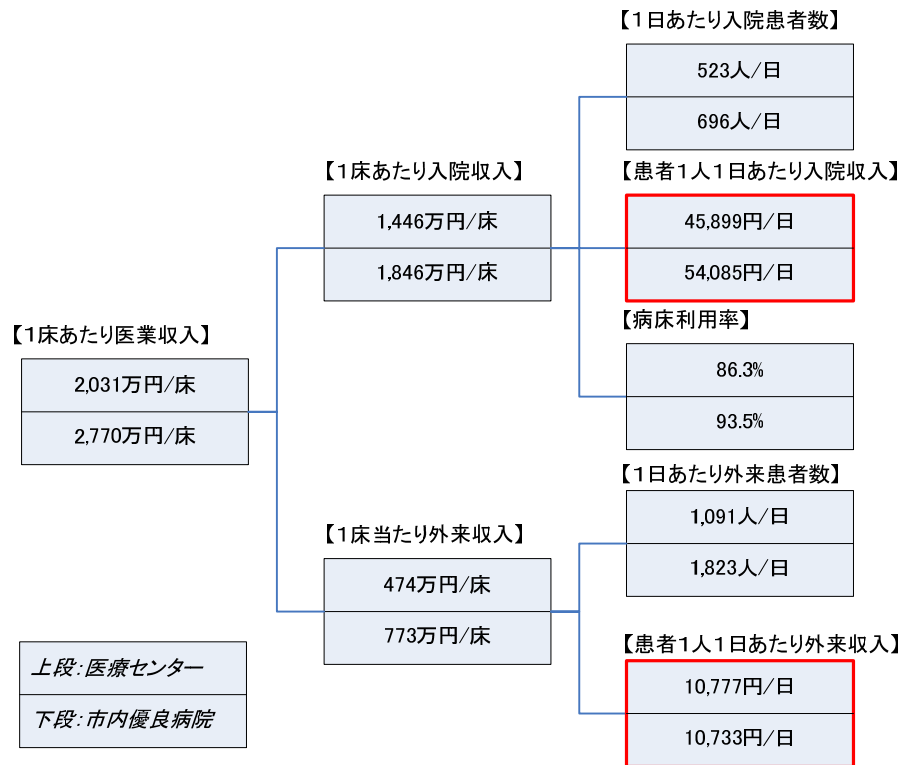 【1日あたり入院患者数】
523人/日
696人/日
【1床あたり入院収入】
1,446万円/床
1,846万円/床
【患者1人1日あたり入院収入】
45,899円/日
54,085円/日
【病床利用率】
86.3%
93.5%
【1床あたり医業収入】
2,031万円/床
2,770万円/床
【1日あたり外来患者数】
1,091人/日
1,823人/日
【1床当たり外来収入】
474万円/床
773万円/床
【患者1人1日あたり外来収入】
10,777円/日
10,733円/日
上段:医療センター
下段:市内優良病院